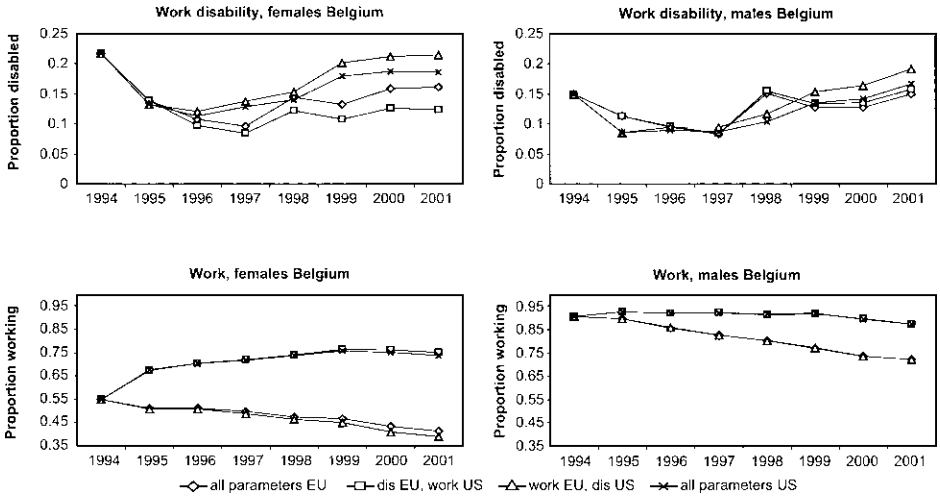 Work disability, females Belgium
Proportion disabled
0.25
0.2
0.15
0.1
0.05
0
1994 1995 1996 1997 1998 1999 2000 2001
Work disability, males Belgium
Proportion disabled
0.25
0.2
0.15
0.1
0.05
0
1994 1995 1996 1997 1998 1999 2000 2001
Work, females Belgium
Proportion working
0.95
0.85
0.75
0.65
0.55
0.45
0.35
1994 1995 1996 1997 1998 1999 2000 2001
Work, males Belgium
Proportion working
0.95
0.85
0.75
0.65
0.55
0.45
0.35
1994 1995 1996 1997 1998 1999 2000 2001
all parameters EU dis EU, work US work EU, dis US all parameters US